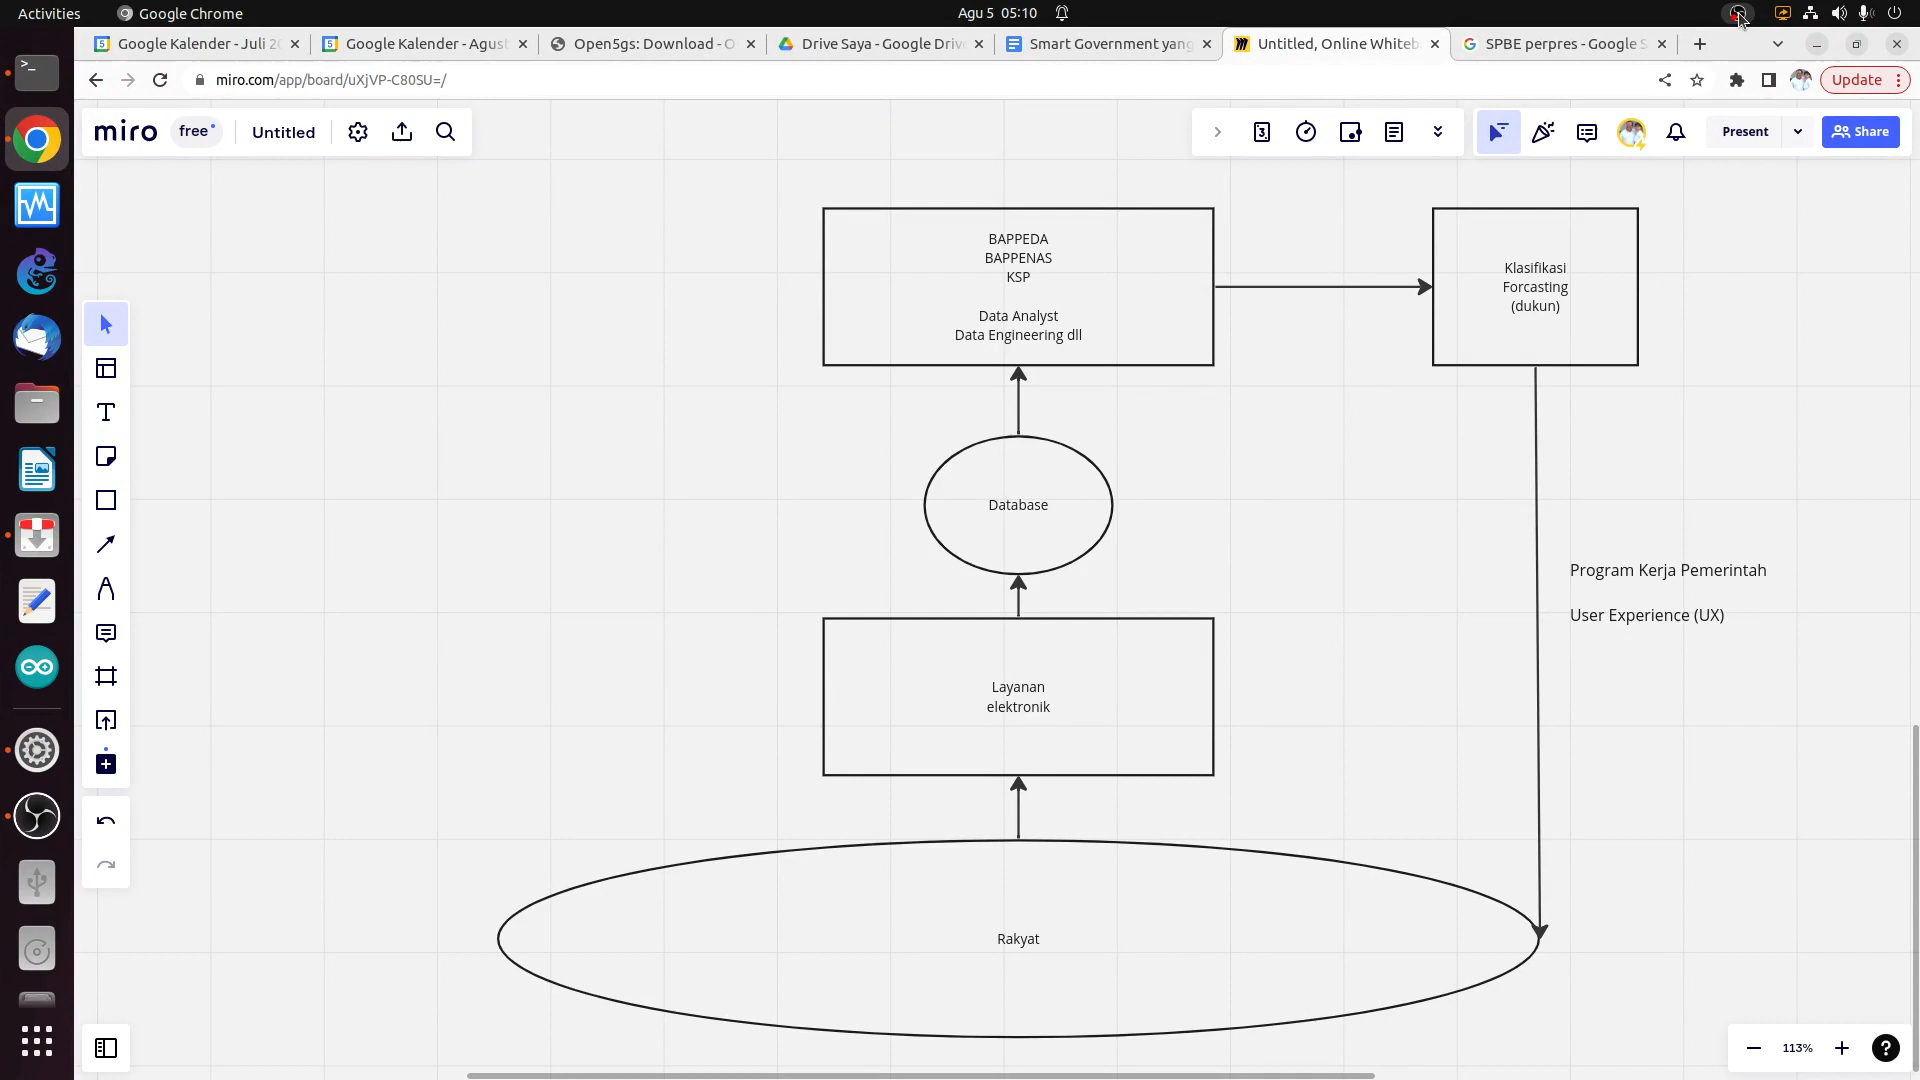 Activities
Google Chrome
Agu 5 05:10
Google Kalender - Juli 2
Google Kalender - Agust
Open5gs: Download - O
Drive Saya - Google Drive
Smart Government yang
Untitled, Online Whiteb
SPBE perpres - Google S
miro.com/app/board/uXjVP-C80SU=/
Update
miro
free
Untitled
3
Present
Share
BAPPEDA
BAPPENAS
KSP
Data Analyst
Data Engineering dll
Klasifikasi
Forcasting
(dukun)
Database
Program Kerja Pemerintah
User Experience (UX)
Layanan
elektronik
Rakyat
113%